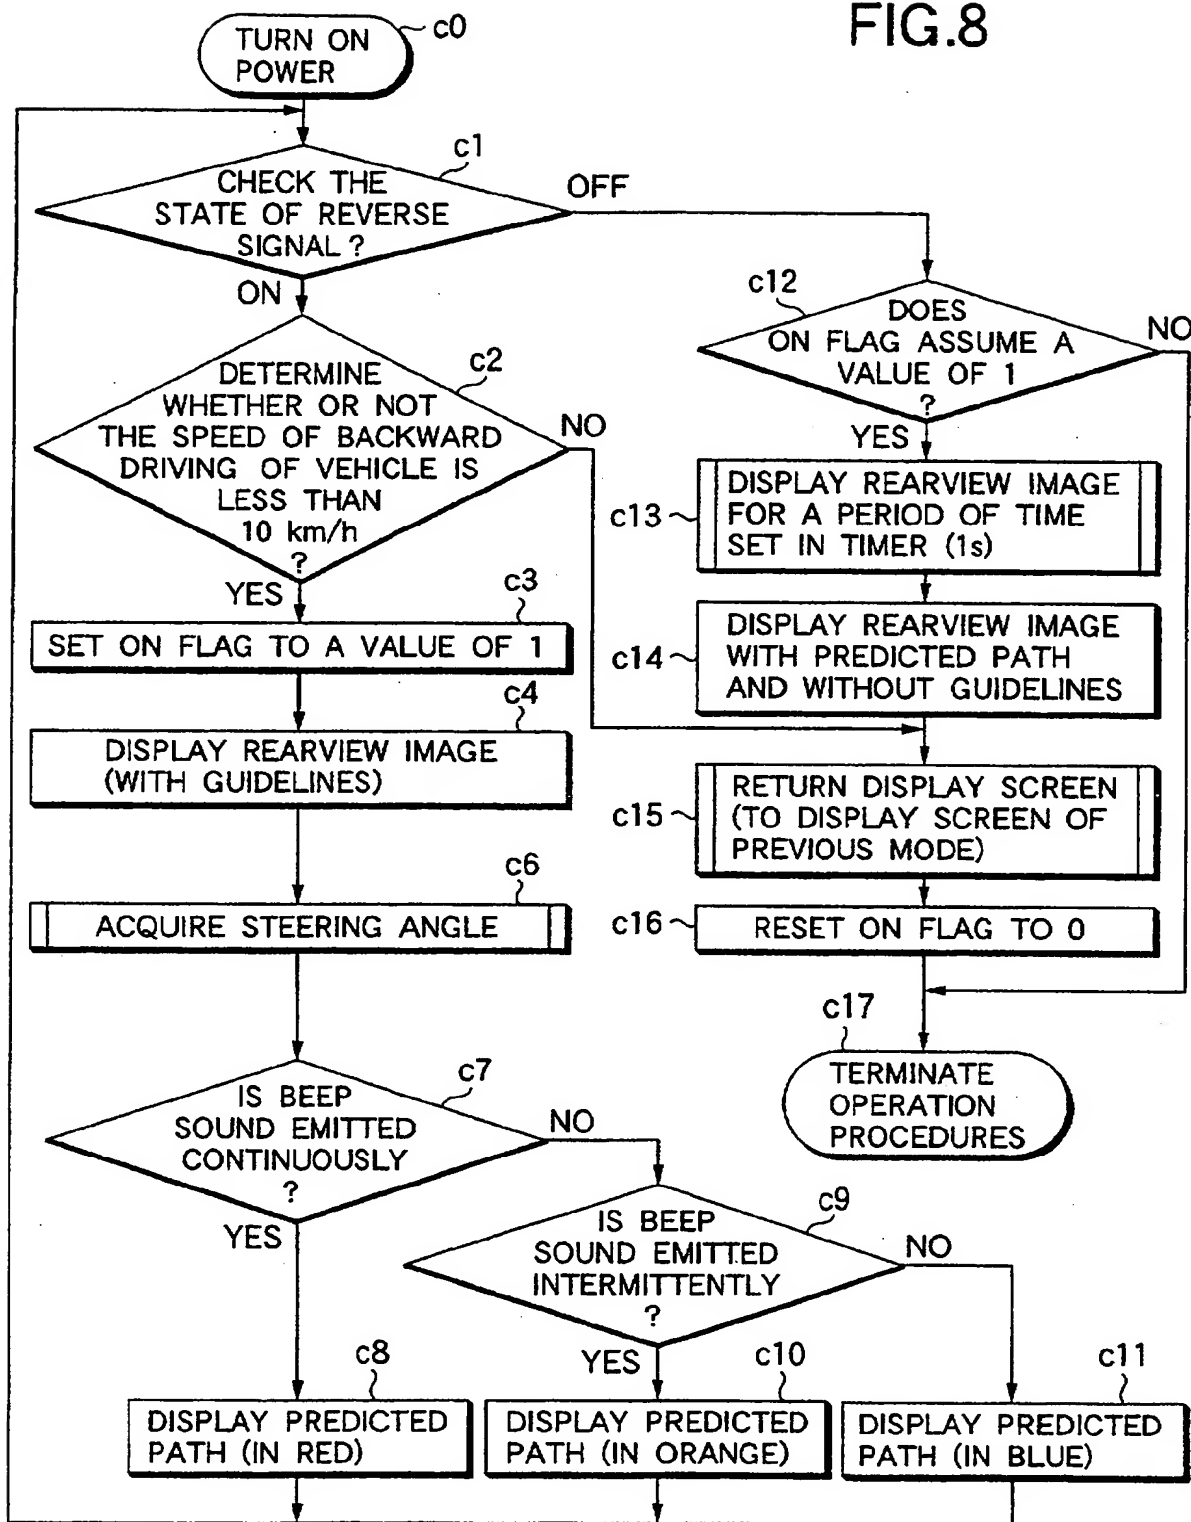 FIG.8
TURN ON
POWER
c0
c1
CHECK THE
STATE OF REVERSE
SIGNAL ?
OFF
ON
c2
DETERMINE
WHETHER OR NOT
THE SPEED OF BACKWARD
DRIVING OF VEHICLE IS
LESS THAN
10 km/h
?
NO
YES
c3
SET ON FLAG TO A VALUE OF 1
c4
DISPLAY REARVIEW IMAGE
(WITH GUIDELINES)
c6
ACQUIRE STEERING ANGLE
c7
IS BEEP
SOUND EMITTED
CONTINUOUSLY
?
NO
YES
c8
DISPLAY PREDICTED
PATH (IN RED)
c9
IS BEEP
SOUND EMITTED
INTERMITTENTLY
?
NO
YES
c10
DISPLAY PREDICTED
PATH (IN ORANGE)
c11
DISPLAY PREDICTED
PATH (IN BLUE)
c12
DOES
ON FLAG ASSUME A
VALUE OF 1
?
NO
YES
c13
DISPLAY REARVIEW IMAGE
FOR A PERIOD OF TIME
SET IN TIMER (1s)
c14
DISPLAY REARVIEW IMAGE
WITH PREDICTED PATH
AND WITHOUT GUIDELINES
c15
RETURN DISPLAY SCREEN
(TO DISPLAY SCREEN OF
PREVIOUS MODE)
c16
RESET ON FLAG TO 0
c17
TERMINATE
OPERATION
PROCEDURES